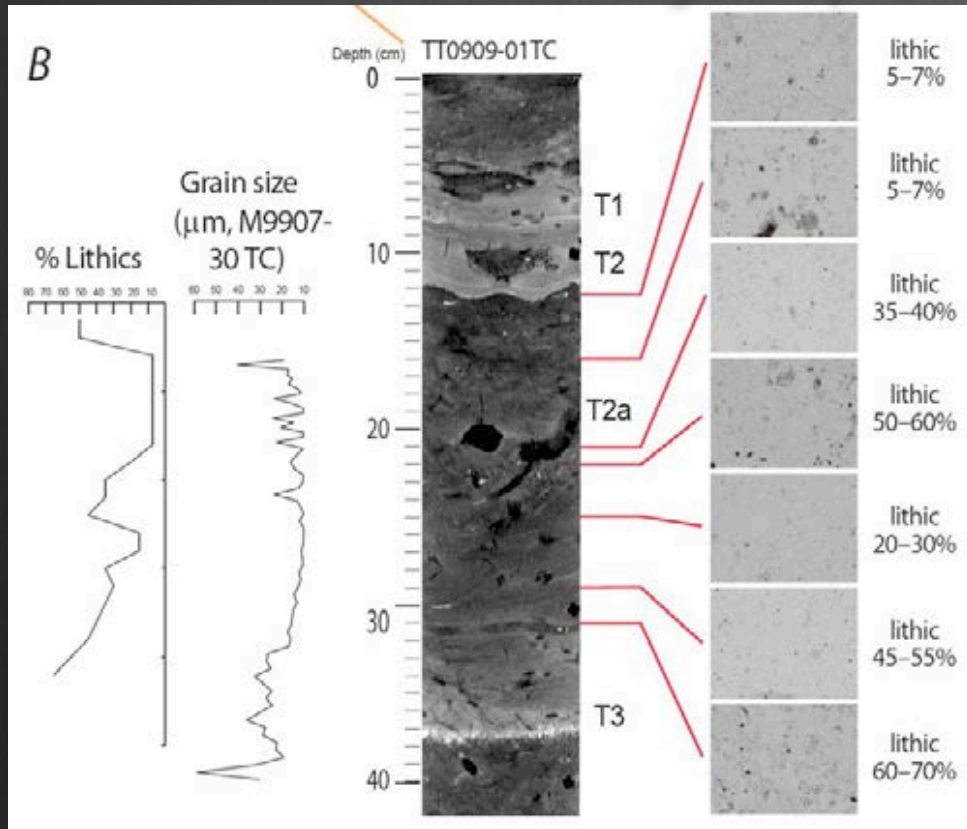 B
Depth (cm)
TT0909-01TC
0
10
20
30
40
T1
T2
T2a
T3
% Lithics
80 70 60 50 40 30 20 10
Grain size
(µm, M9907-
30 TC)
60 50 40 30 20 10
lithic
5–7%
lithic
5–7%
lithic
35–40%
lithic
50–60%
lithic
20–30%
lithic
45–55%
lithic
60–70%